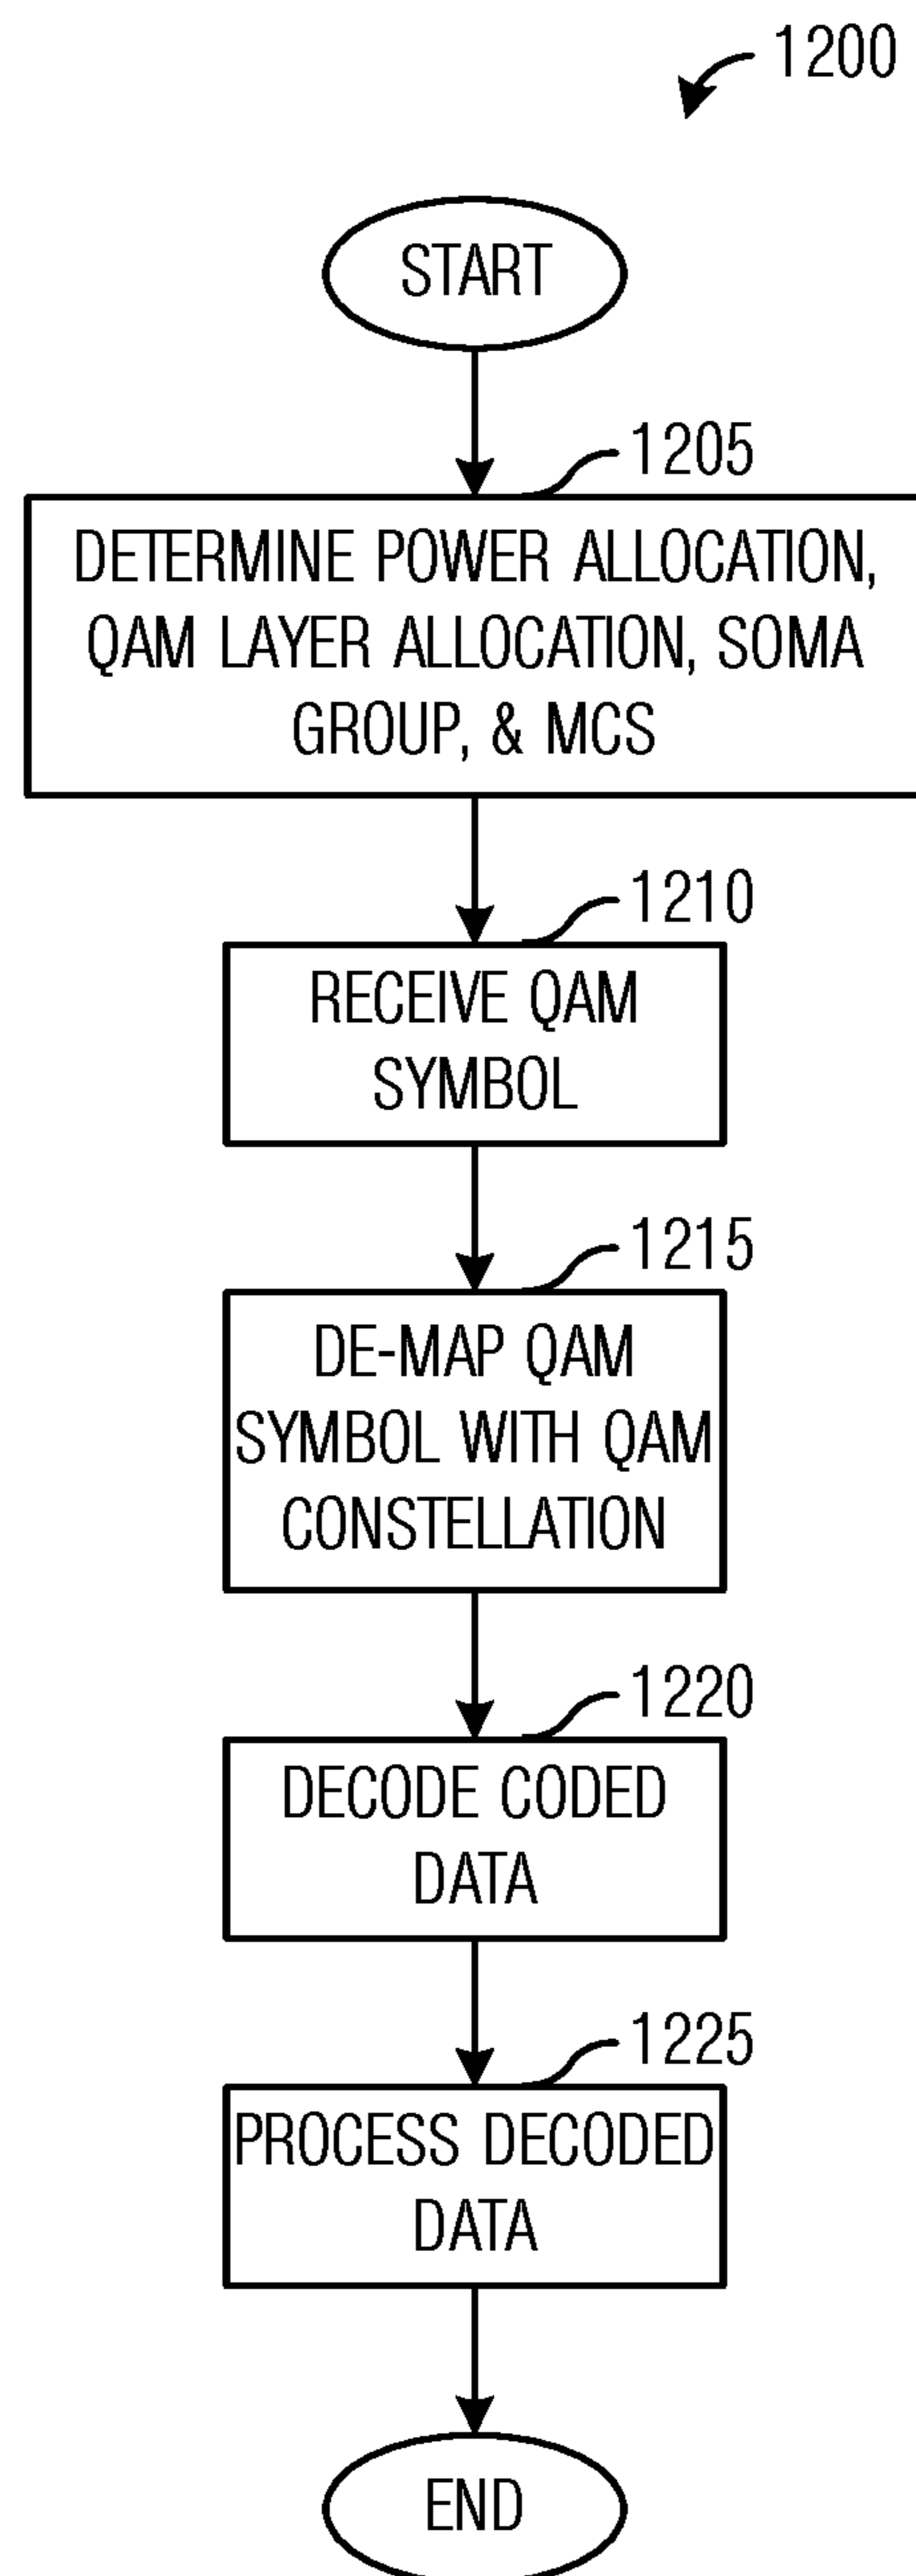 1200
START
1205
DETERMINE POWER ALLOCATION,
QAM LAYER ALLOCATION, SOMA
GROUP, & MCS
1210
RECEIVE QAM
SYMBOL
1215
DE-MAP QAM
SYMBOL WITH QAM
CONSTELLATION
1220
DECODE CODED
DATA
1225
PROCESS DECODED
DATA
END